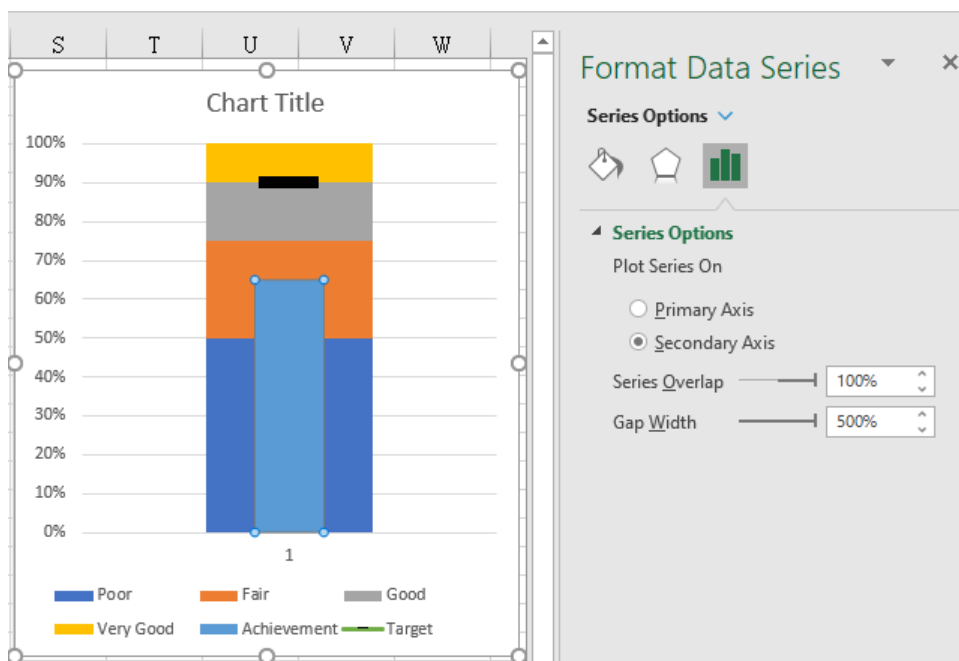 S T U V W
Chart Title
100%
90%
80%
70%
60%
50%
40%
30%
20%
10%
0%
1
Poor Fair Good
Very Good Achievement Target
Format Data Series
Series Options
Series Options
Plot Series On
Primary Axis
Secondary Axis
Series Overlap 100%
Gap Width 500%